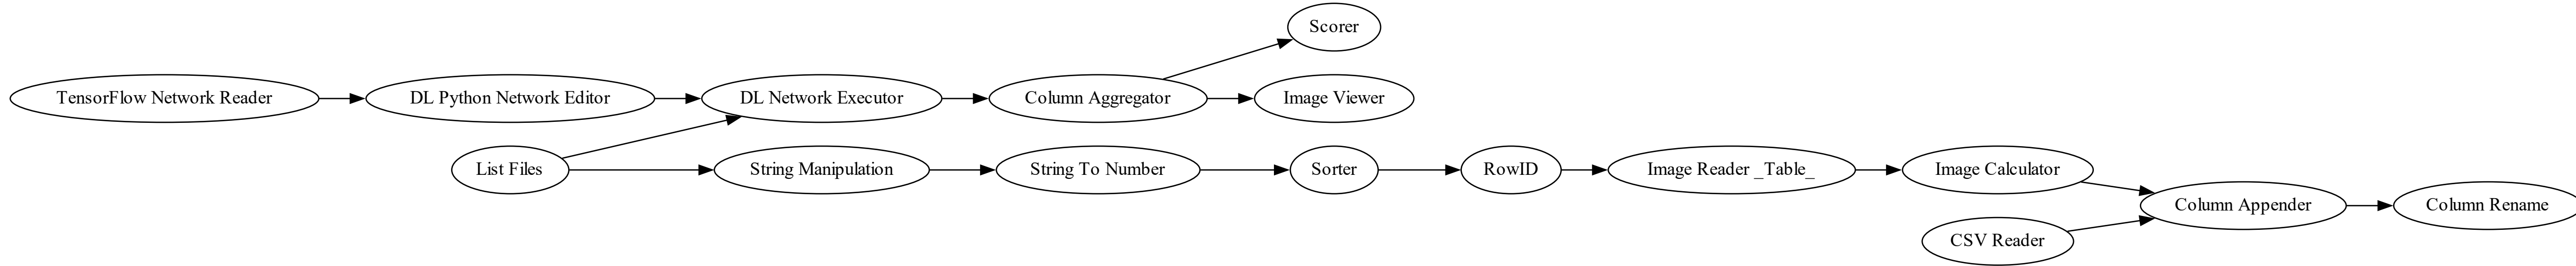 Scorer
TensorFlow Network Reader
DL Python Network Editor
DL Network Executor
Column Aggregator
Image Viewer
List Files
String Manipulation
String To Number
Sorter
RowID
Image Reader _Table_
Image Calculator
Column Appender
Column Rename
CSV Reader